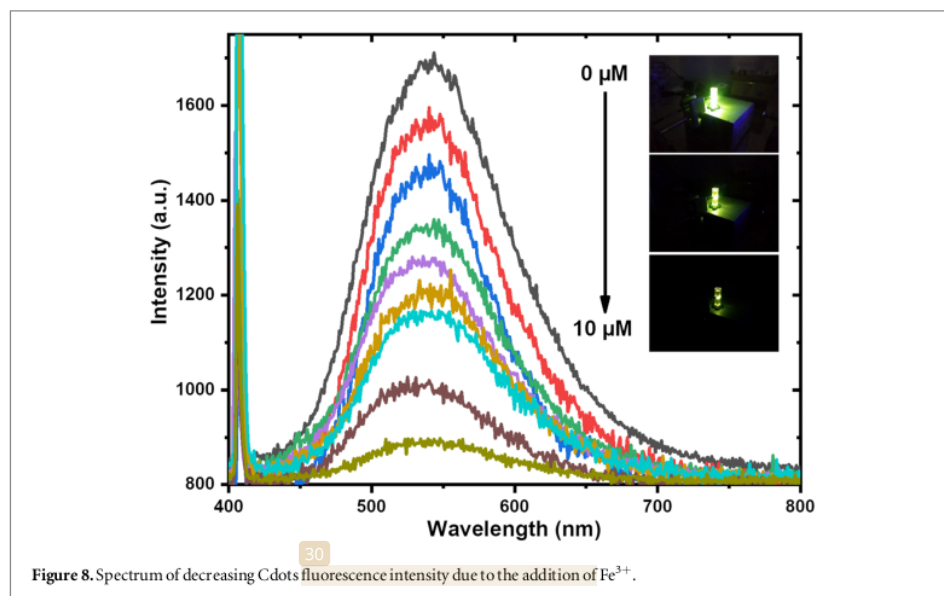 0 µM
10 µM
1600
1400
1200
1000
800
Intensity (a.u.)
400
500
600
700
800
Wavelength (nm)
30
Figure 8. Spectrum of decreasing Cdots fluorescence intensity due to the addition of Fe³⁺.